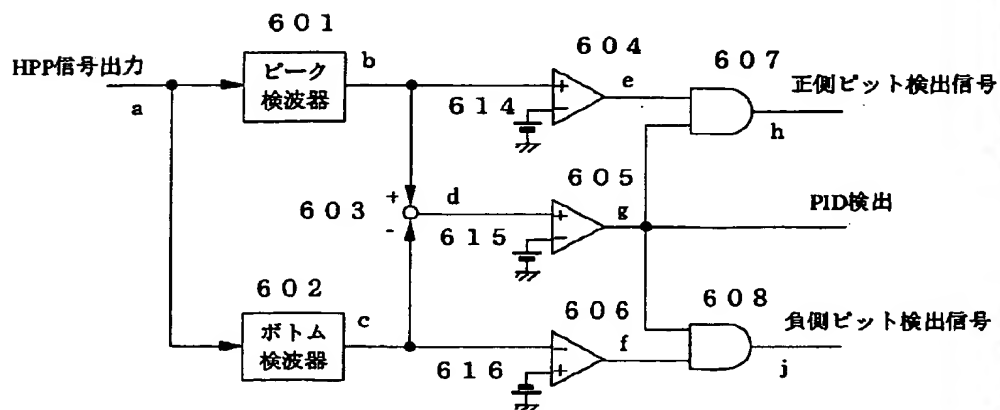 601
HPP信号出力
a
ピーク
検波器
b
604
614
+
−
e
607
正側ピット検出信号
h
603
+
-
d
605
615
+
−
g
PID検出
602
ボトム
検波器
c
606
616
−
+
f
608
負側ピット検出信号
j